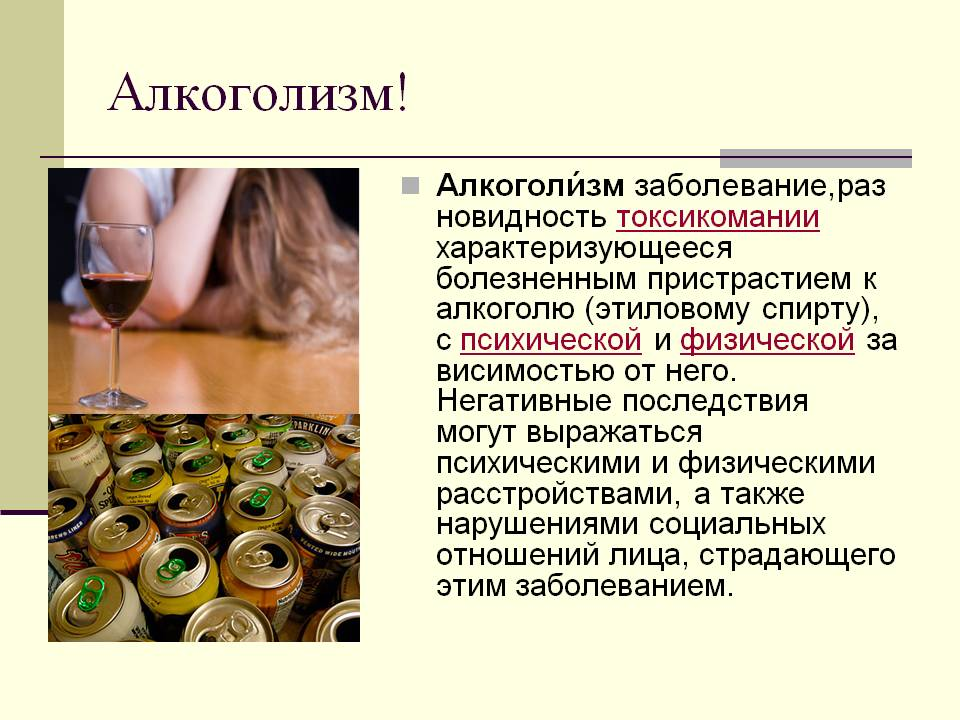 Алкоголизм!
Алкоголи́зм заболевание,раз
новидность токсикомании
характеризующееся
болезненным пристрастием к
алкоголю (этиловому спирту),
с психической и физической за
висимостью от него.
Негативные последствия
могут выражаться
психическими и физическими
расстройствами, а также
нарушениями социальных
отношений лица, страдающего
этим заболеванием.